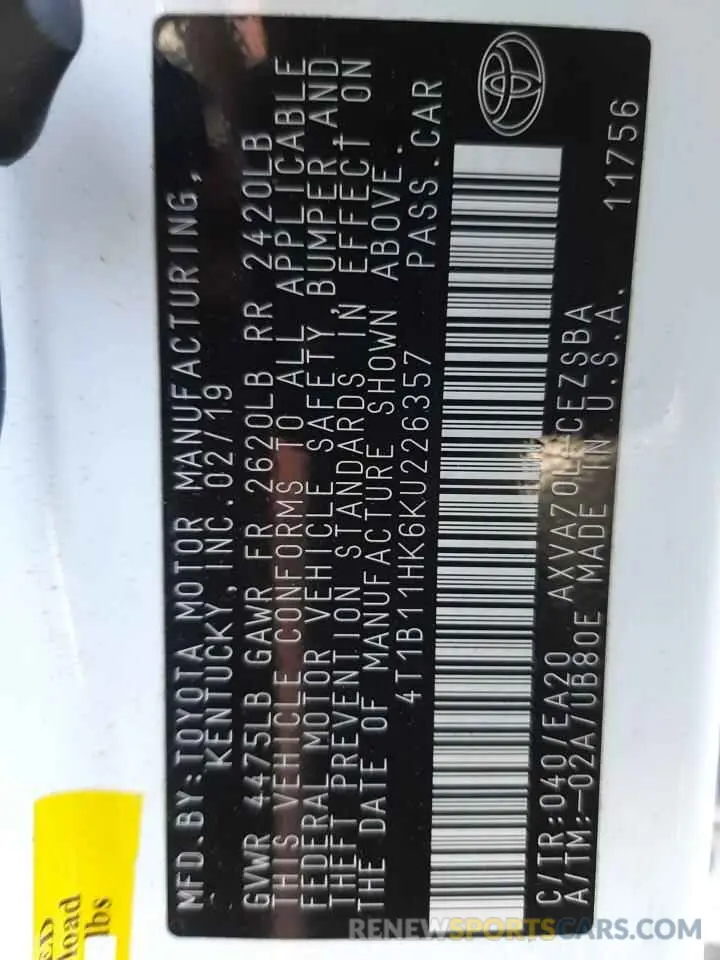 MFD.BY:TOYOTA MOTOR MANUFACTURING,
KENTUCKY, INC.02/19
GVWR 4475LB GAWR FR 2620LB RR 2420LB
THIS VEHICLE CONFORMS TO ALL APPLICABLE
FEDERAL MOTOR VEHICLE SAFETY, BUMPER, AND
THEFT PREVENTION STANDARDS IN EFFECT ON
THE DATE OF MANUFACTURE SHOWN ABOVE.
4T1B11HK6KU226357 PASS.CAR
C/TR:040/EA20
A/TM:-02A/UB80E MADE IN U.S.A. 11756
load
lbs
RENEWSPORTSCARS.COM